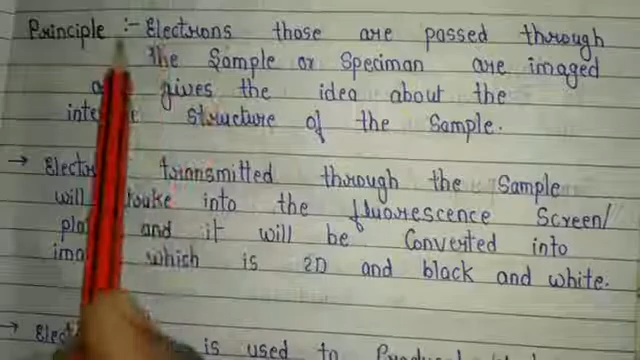 Principle :- Electrons those are passed through
the Sample or Speciman are imaged
gives the idea about the
structure of the Sample.
→ transmitted through the Sample
will into the fluorescence Screen/
and it will be Converted into
which is 2D and black and white.
→ is used to